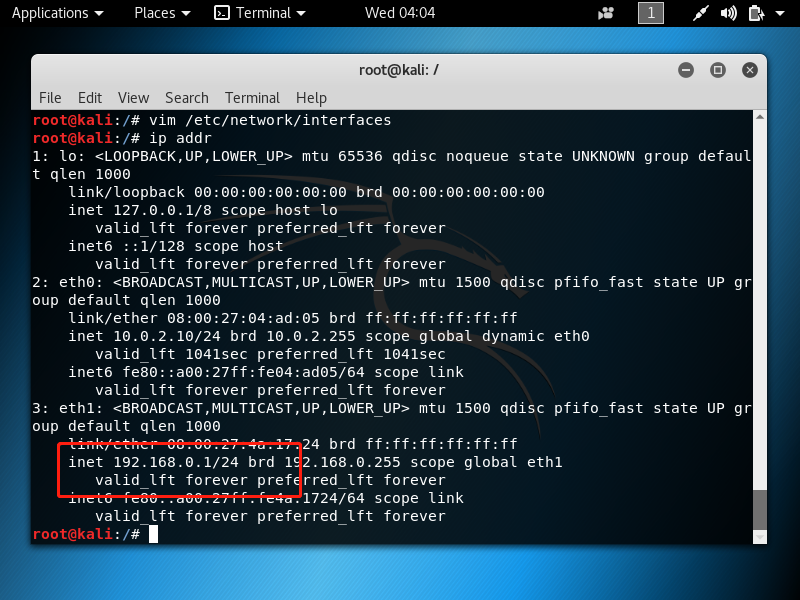 Applications Places Terminal Wed 04:04 1
root@kali: /
File Edit View Search Terminal Help
root@kali:/# vim /etc/network/interfaces
root@kali:/# ip addr
1: lo: <LOOPBACK,UP,LOWER_UP> mtu 65536 qdisc noqueue state UNKNOWN group defaul
t qlen 1000
link/loopback 00:00:00:00:00:00 brd 00:00:00:00:00:00
inet 127.0.0.1/8 scope host lo
valid_lft forever preferred_lft forever
inet6 ::1/128 scope host
valid_lft forever preferred_lft forever
2: eth0: <BROADCAST,MULTICAST,UP,LOWER_UP> mtu 1500 qdisc pfifo_fast state UP gr
oup default qlen 1000
link/ether 08:00:27:04:ad:05 brd ff:ff:ff:ff:ff:ff
inet 10.0.2.10/24 brd 10.0.2.255 scope global dynamic eth0
valid_lft 1041sec preferred_lft 1041sec
inet6 fe80::a00:27ff:fe04:ad05/64 scope link
valid_lft forever preferred_lft forever
3: eth1: <BROADCAST,MULTICAST,UP,LOWER_UP> mtu 1500 qdisc pfifo_fast state UP gr
oup default qlen 1000
link/ether 08:00:27:4a:17:24 brd ff:ff:ff:ff:ff:ff
inet 192.168.0.1/24 brd 192.168.0.255 scope global eth1
valid_lft forever preferred_lft forever
inet6 fe80::a00:27ff:fe4a:1724/64 scope link
valid_lft forever preferred_lft forever
root@kali:/#